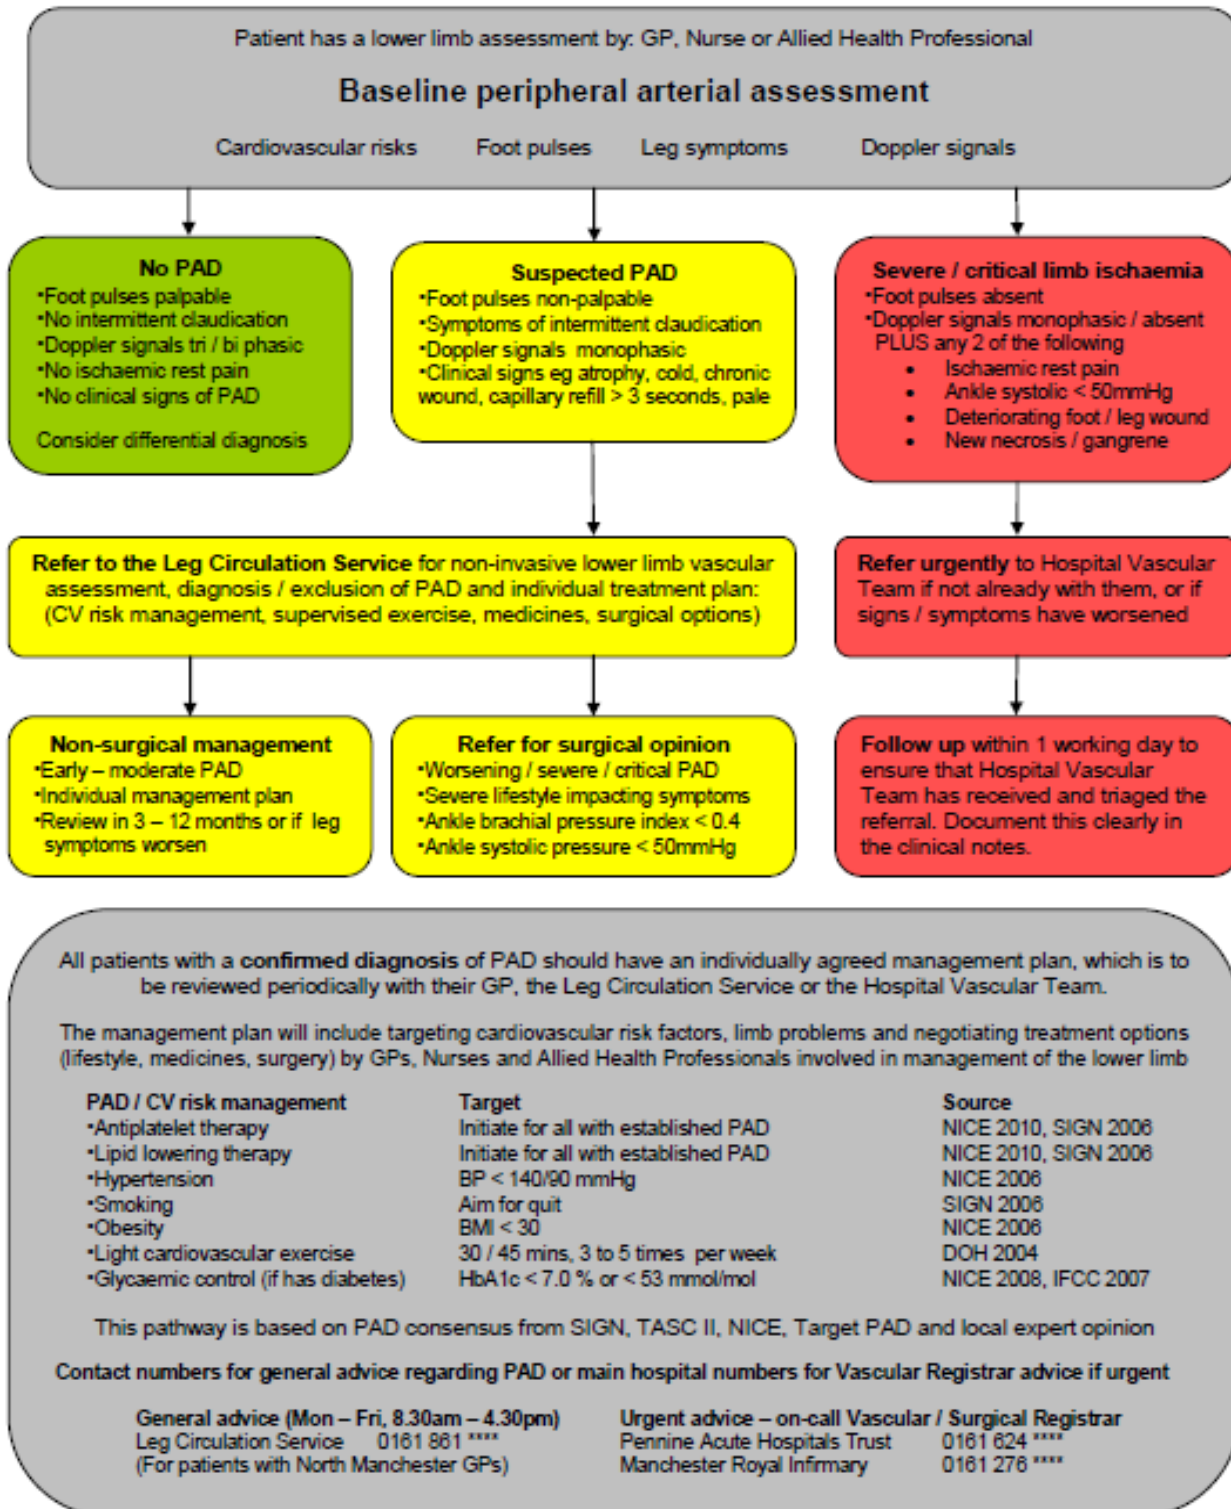 Patient has a lower limb assessment by: GP, Nurse or Allied Health Professional
Baseline peripheral arterial assessment
Cardiovascular risks Foot pulses Leg symptoms Doppler signals
No PAD
•Foot pulses palpable
•No intermittent claudication
•Doppler signals tri / bi phasic
•No ischaemic rest pain
•No clinical signs of PAD
Consider differential diagnosis
Suspected PAD
•Foot pulses non-palpable
•Symptoms of intermittent claudication
•Doppler signals monophasic
•Clinical signs eg atrophy, cold, chronic
wound, capillary refill > 3 seconds, pale
Severe / critical limb ischaemia
•Foot pulses absent
•Doppler signals monophasic / absent
PLUS any 2 of the following
• Ischaemic rest pain
• Ankle systolic < 50mmHg
• Deteriorating foot / leg wound
• New necrosis / gangrene
Refer to the Leg Circulation Service for non-invasive lower limb vascular
assessment, diagnosis / exclusion of PAD and individual treatment plan:
(CV risk management, supervised exercise, medicines, surgical options)
Refer urgently to Hospital Vascular
Team if not already with them, or if
signs / symptoms have worsened
Non-surgical management
•Early – moderate PAD
•Individual management plan
•Review in 3 – 12 months or if leg
symptoms worsen
Refer for surgical opinion
•Worsening / severe / critical PAD
•Severe lifestyle impacting symptoms
•Ankle brachial pressure index < 0.4
•Ankle systolic pressure < 50mmHg
Follow up within 1 working day to
ensure that Hospital Vascular
Team has received and triaged the
referral. Document this clearly in
the clinical notes.
All patients with a confirmed diagnosis of PAD should have an individually agreed management plan, which is to
be reviewed periodically with their GP, the Leg Circulation Service or the Hospital Vascular Team.
The management plan will include targeting cardiovascular risk factors, limb problems and negotiating treatment options
(lifestyle, medicines, surgery) by GPs, Nurses and Allied Health Professionals involved in management of the lower limb
PAD / CV risk management Target Source
•Antiplatelet therapy Initiate for all with established PAD NICE 2010, SIGN 2006
•Lipid lowering therapy Initiate for all with established PAD NICE 2010, SIGN 2006
•Hypertension BP < 140/90 mmHg NICE 2006
•Smoking Aim for quit SIGN 2006
•Obesity BMI < 30 NICE 2006
•Light cardiovascular exercise 30 / 45 mins, 3 to 5 times per week DOH 2004
•Glycaemic control (if has diabetes) HbA1c < 7.0 % or < 53 mmol/mol NICE 2008, IFCC 2007
This pathway is based on PAD consensus from SIGN, TASC II, NICE, Target PAD and local expert opinion
Contact numbers for general advice regarding PAD or main hospital numbers for Vascular Registrar advice if urgent
General advice (Mon – Fri, 8.30am – 4.30pm) Urgent advice – on-call Vascular / Surgical Registrar
Leg Circulation Service 0161 861 **** Pennine Acute Hospitals Trust 0161 624 ****
(For patients with North Manchester GPs) Manchester Royal Infirmary 0161 276 ****